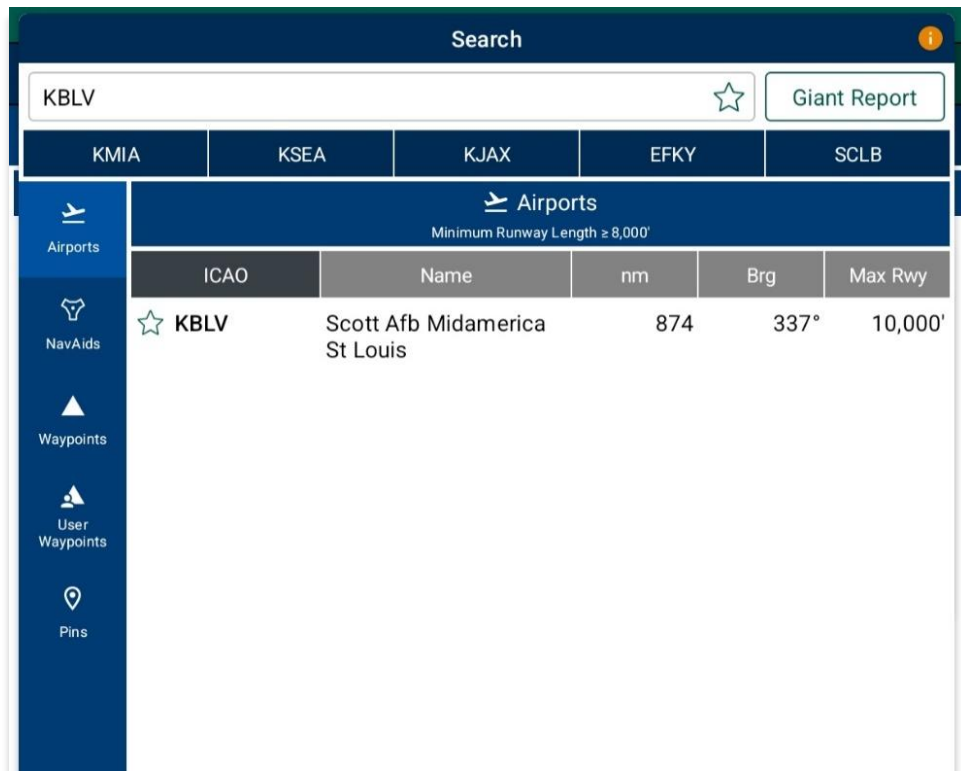 Search
KBLV
Giant Report
KMIA KSEA KJAX EFKY SCLB
Airports
Airports
Minimum Runway Length ≥ 8,000'
ICAO Name nm Brg Max Rwy
KBLV Scott Afb Midamerica 874 337° 10,000'
St Louis
NavAids
Waypoints
User
Waypoints
Pins